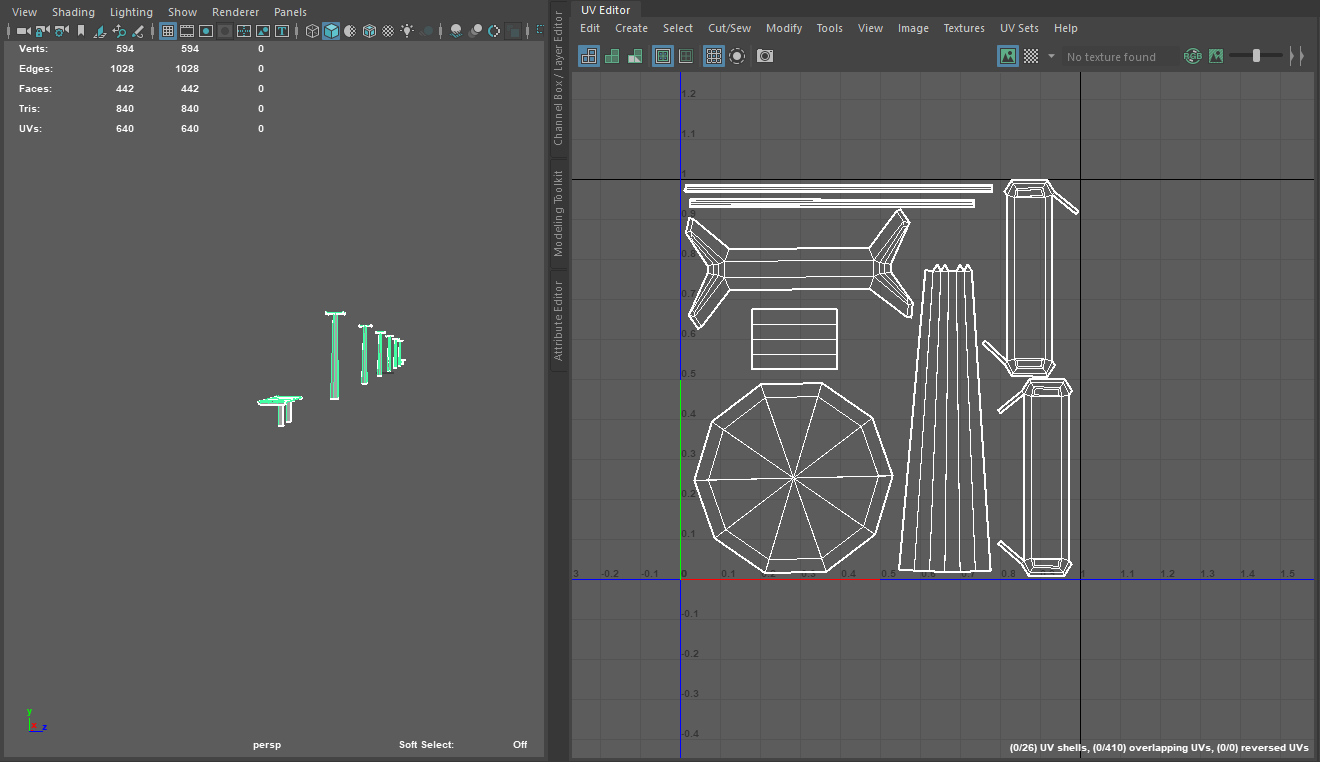 View Shading Lighting Show Renderer Panels
Verts: 594 594 0
Edges: 1028 1028 0
Faces: 442 442 0
Tris: 840 840 0
UVs: 640 640 0
persp Soft Select: Off
y
z
Channel Box / Layer Editor
Modeling Toolkit
Attribute Editor
UV Editor
Edit Create Select Cut/Sew Modify Tools View Image Textures UV Sets Help
No texture found
RGB
1.2
1.1
1
0.9
0.8
0.7
0.6
0.5
0.4
0.3
0.2
0.1
3 -0.2 -0.1 0 0.1 0.2 0.3 0.4 0.5 0.6 0.7 0.8 0.9 1 1.1 1.2 1.3 1.4 1.5
-0.1
-0.2
-0.3
-0.4
(0/26) UV shells, (0/410) overlapping UVs, (0/0) reversed UVs